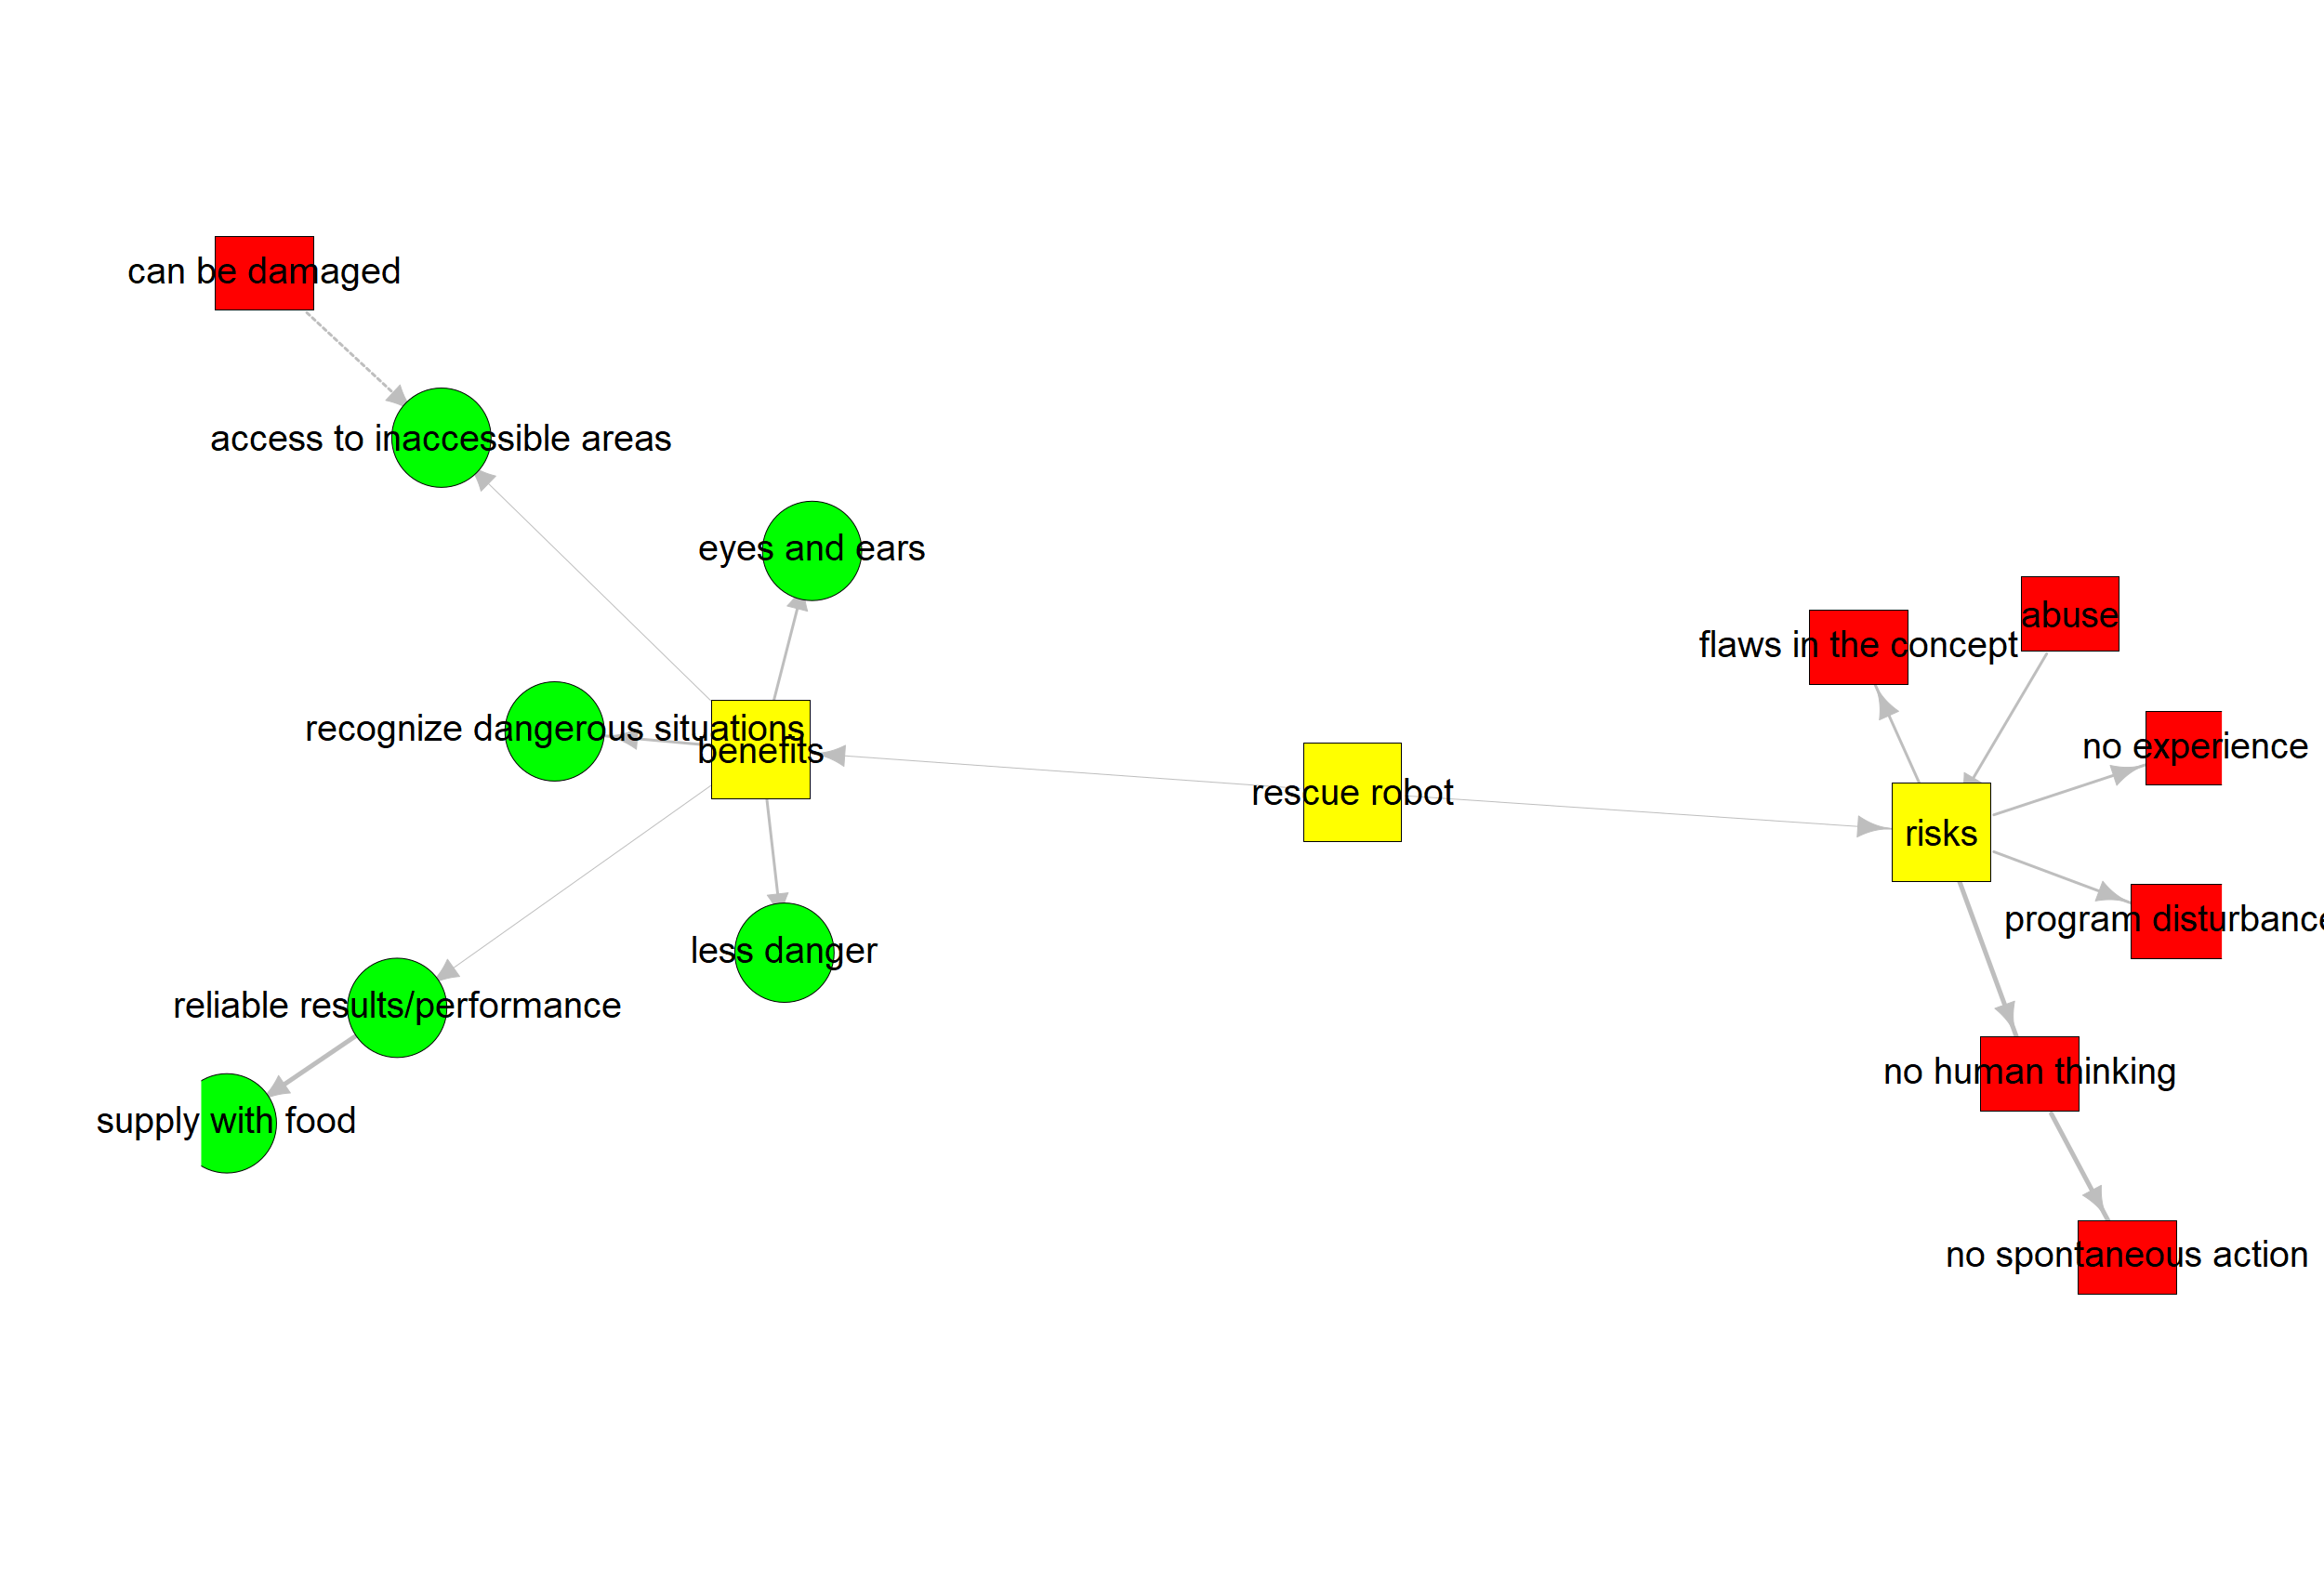 can be damaged
access to inaccessible areas
eyes and ears
recognize dangerous situations
benefits
reliable results/performance
supply with food
less danger
rescue robot
flaws in the concept
abuse
no experience
risks
program disturbance
no human thinking
no spontaneous action